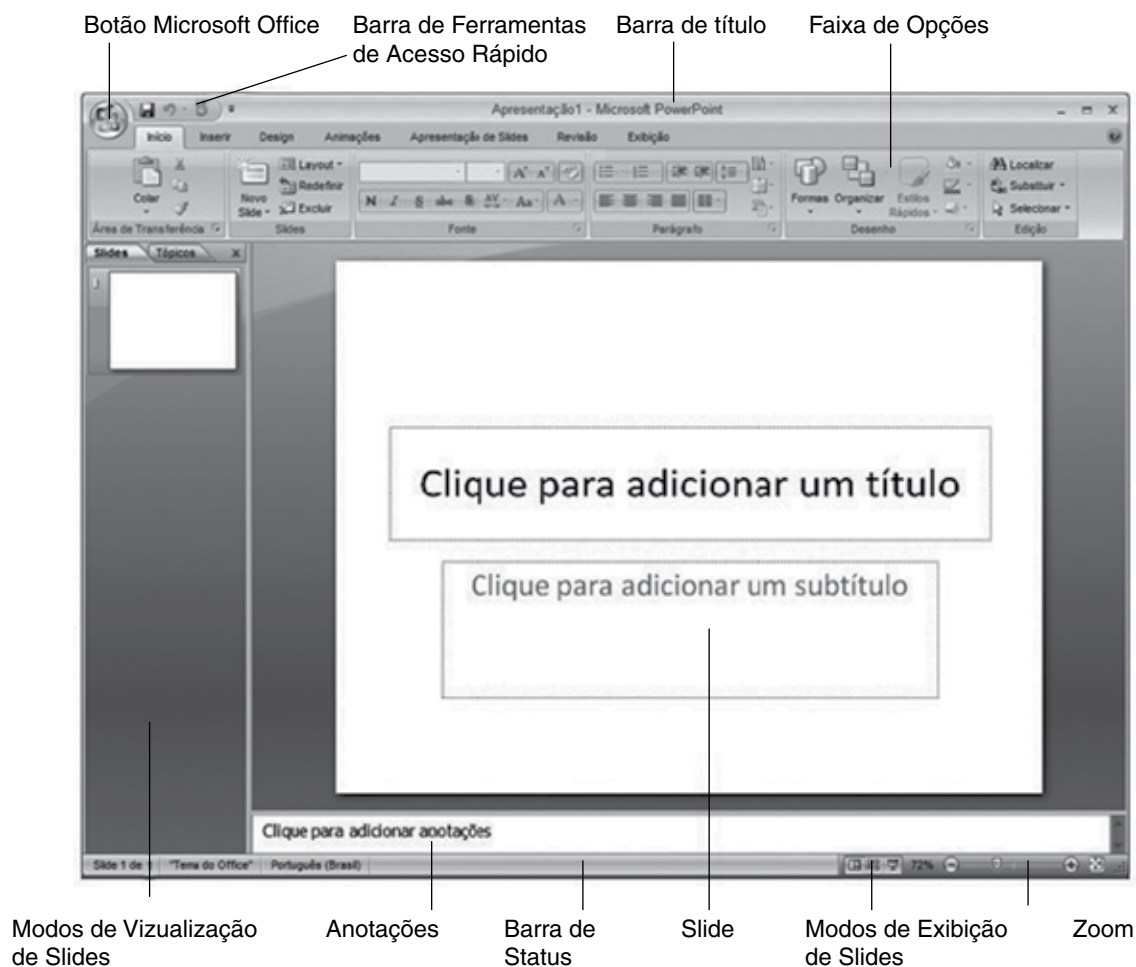 Botão Microsoft Office
Barra de Ferramentas
de Acesso Rápido
Barra de título
Faixa de Opções
Apresentação1 - Microsoft PowerPoint
Início Inserir Design Animações Apresentação de Slides Revisão Exibição
Colar
Área de Transferência
Novo
Slide
Layout
Redefinir
Excluir
Slides
N I S abc S AV Aa A
Fonte
Parágrafo
Formas Organizar Estilos
Rápidos
Desenho
Localizar
Substituir
Selecionar
Edição
Slides Tópicos x
1
Clique para adicionar um título
Clique para adicionar um subtítulo
Clique para adicionar anotações
Slide 1 de 1 "Tema do Office" Português (Brasil) 72%
Modos de Vizualização
de Slides
Anotações
Barra de
Status
Slide
Modos de Exibição
de Slides
Zoom